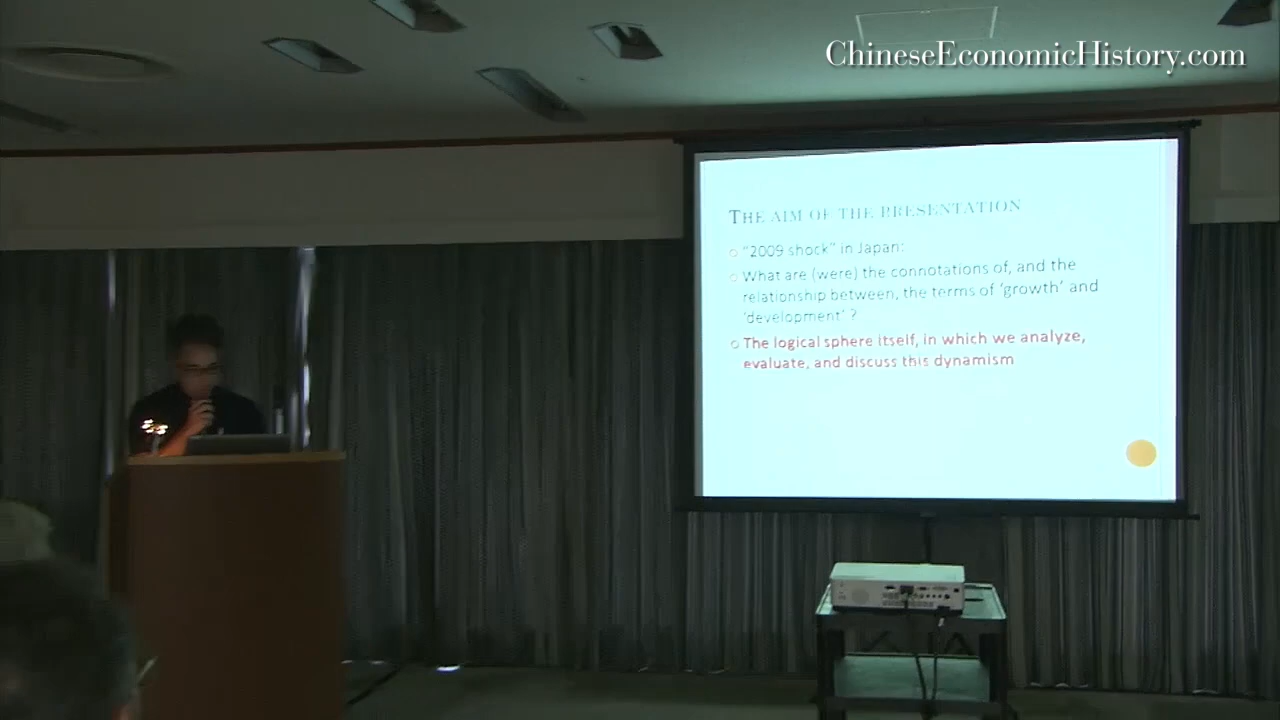 ChineseEconomicHistory.com
THE AIM OF THE PRESENTATION
"2009 shock" in Japan:
What are (were) the connotations of, and the
relationship between, the terms of 'growth' and
'development' ?
The logical sphere itself, in which we analyze,
evaluate, and discuss this dynamism